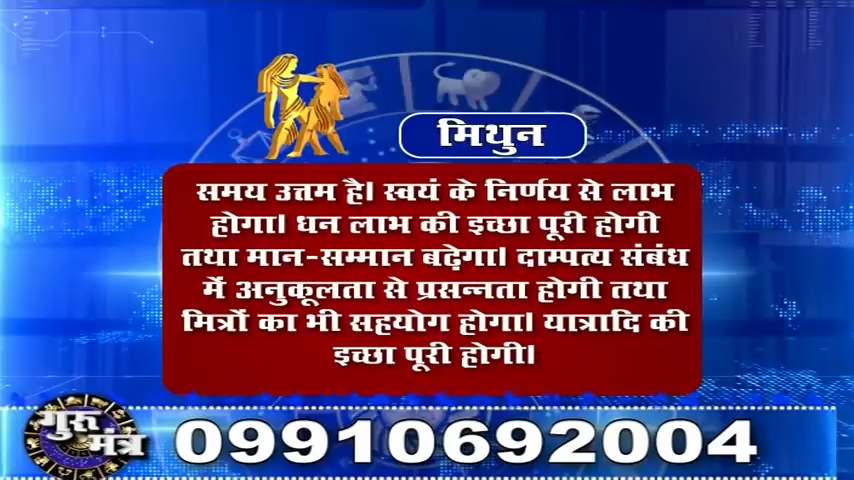 मिथुन
समय उत्तम है। स्वयं के निर्णय से लाभ
होगा। धन लाभ की इच्छा पूरी होगी
तथा मान-सम्मान बढ़ेगा। दाम्पत्य संबंध
में अनुकूलता से प्रसन्नता होगी तथा
मित्रों का भी सहयोग होगा। यात्रादि की
इच्छा पूरी होगी।
गुरु
मंत्र
09910692004